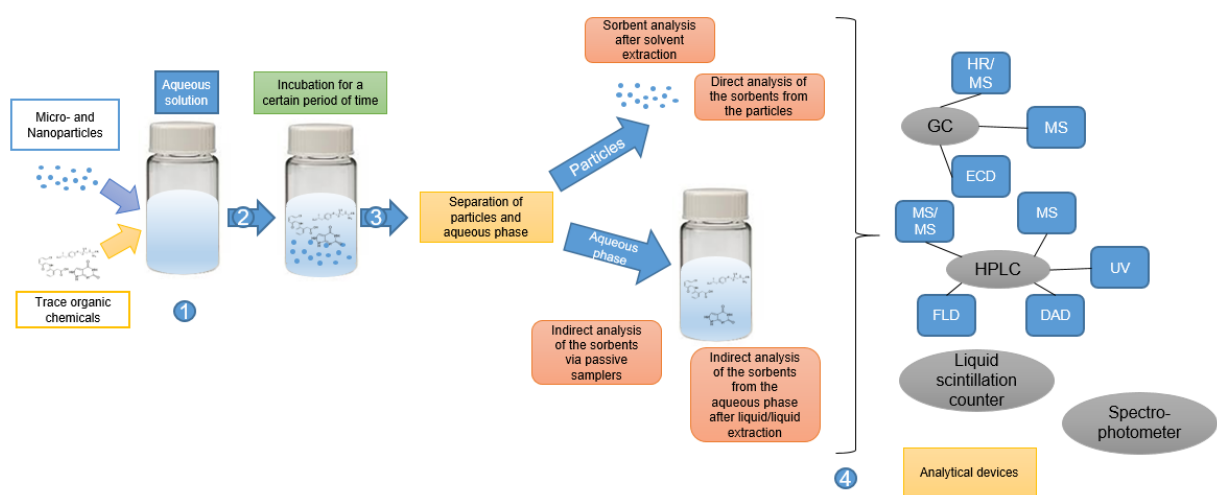 Micro- and
Nanoparticles
Trace organic
chemicals
Aqueous
solution
1
2
Incubation for a
certain period of time
3
Separation of
particles and
aqueous phase
Particles
Sorbent analysis
after solvent
extraction
Direct analysis of
the sorbents from
the particles
Aqueous
phase
Indirect analysis
of the sorbents
via passive
samplers
Indirect analysis
of the sorbents
from the
aqueous phase
after liquid/liquid
extraction
4
GC
HR/
MS
MS
ECD
HPLC
MS/
MS
MS
UV
DAD
FLD
Liquid
scintillation
counter
Spectro-
photometer
Analytical devices